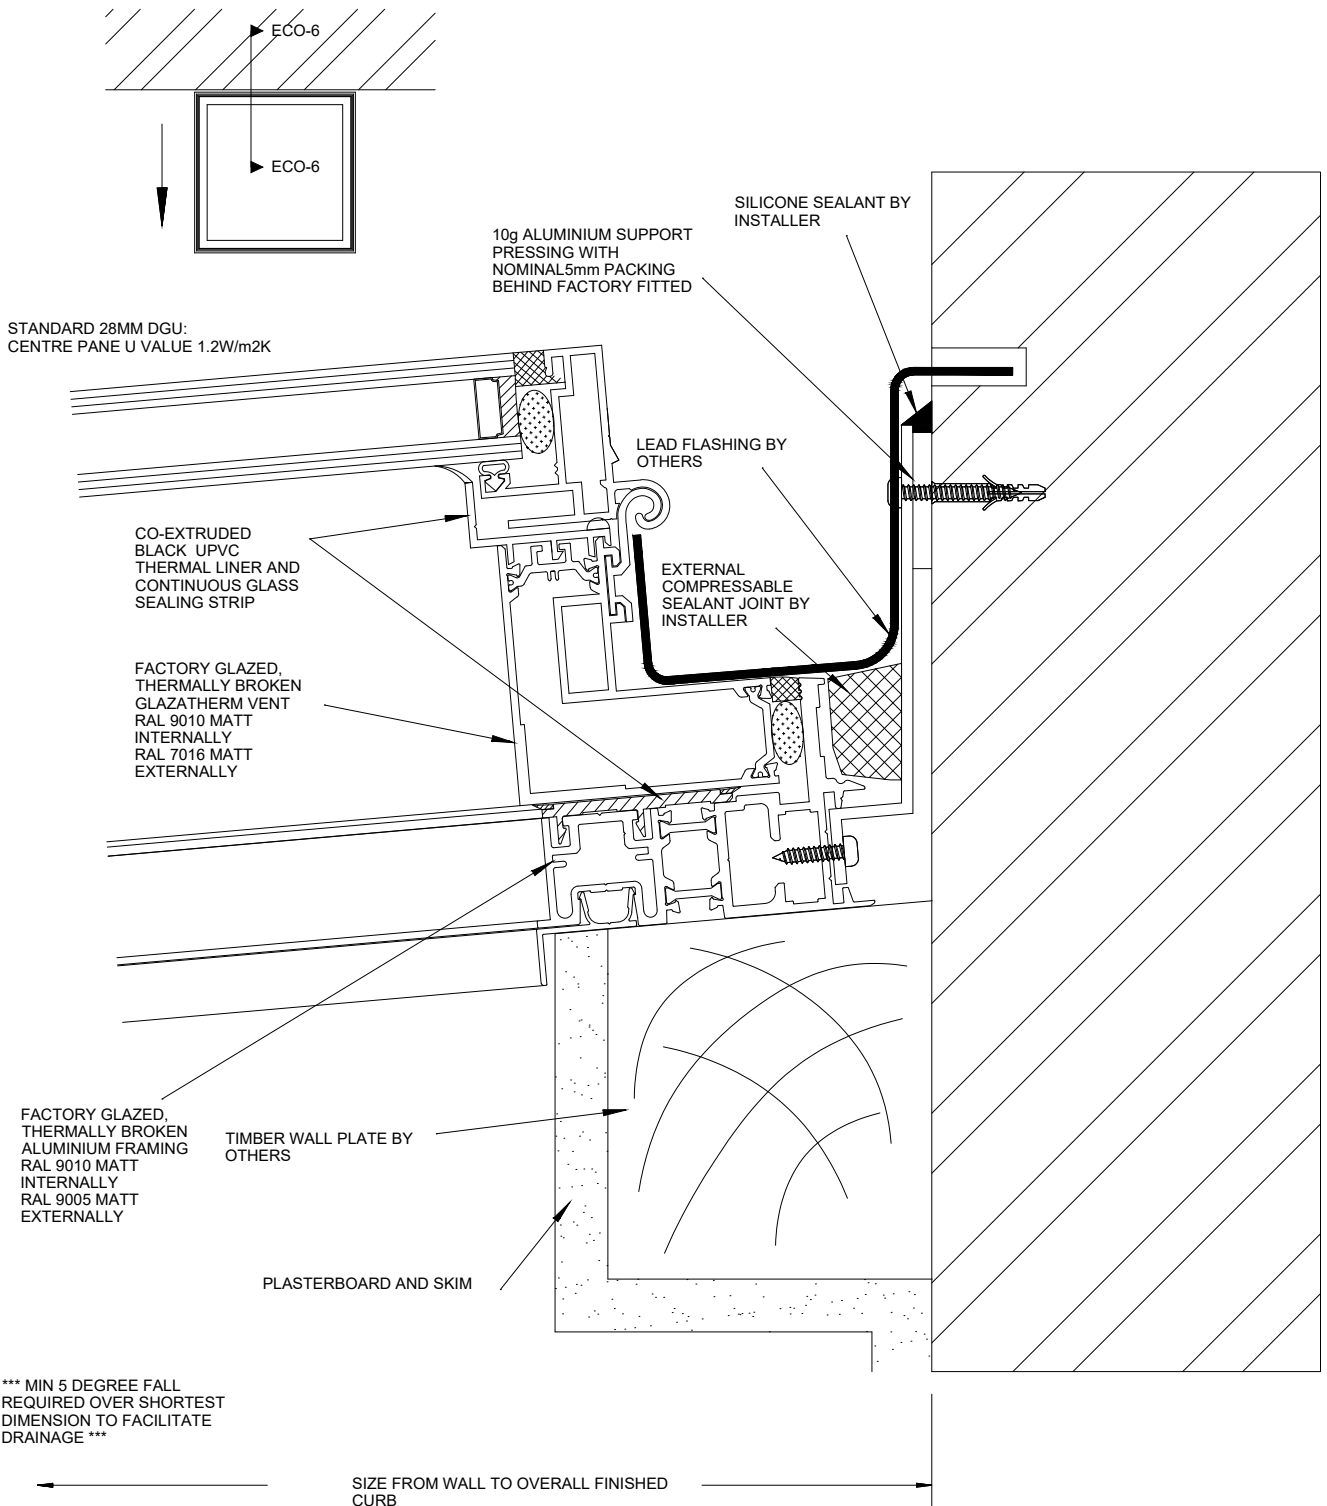 ECO-6
ECO-6
SILICONE SEALANT BY
INSTALLER
10g ALUMINIUM SUPPORT
PRESSING WITH
NOMINAL5mm PACKING
BEHIND FACTORY FITTED
STANDARD 28MM DGU:
CENTRE PANE U VALUE 1.2W/m2K
LEAD FLASHING BY
OTHERS
CO-EXTRUDED
BLACK UPVC
THERMAL LINER AND
CONTINUOUS GLASS
SEALING STRIP
EXTERNAL
COMPRESSABLE
SEALANT JOINT BY
INSTALLER
FACTORY GLAZED,
THERMALLY BROKEN
GLAZATHERM VENT
RAL 9010 MATT
INTERNALLY
RAL 7016 MATT
EXTERNALLY
FACTORY GLAZED,
THERMALLY BROKEN
ALUMINIUM FRAMING
RAL 9010 MATT
INTERNALLY
RAL 9005 MATT
EXTERNALLY
TIMBER WALL PLATE BY
OTHERS
PLASTERBOARD AND SKIM
*** MIN 5 DEGREE FALL
REQUIRED OVER SHORTEST
DIMENSION TO FACILITATE
DRAINAGE ***
SIZE FROM WALL TO OVERALL FINISHED
CURB